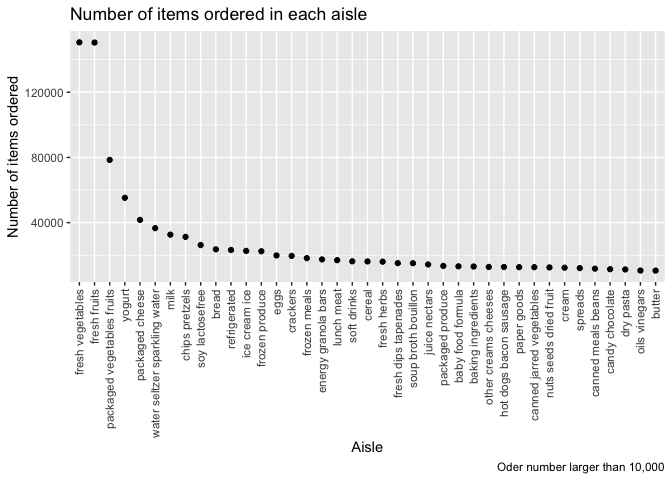 Number of items ordered in each aisle
Number of items ordered
120000
80000
40000
fresh vegetables
fresh fruits
packaged vegetables fruits
yogurt
packaged cheese
water seltzer sparkling water
milk
chips pretzels
soy lactosefree
bread
refrigerated
ice cream ice
frozen produce
eggs
crackers
frozen meals
energy granola bars
lunch meat
soft drinks
cereal
fresh herbs
fresh dips tapenades
soup broth bouillon
juice nectars
packaged produce
baby food formula
baking ingredients
other creams cheeses
hot dogs bacon sausage
paper goods
canned jarred vegetables
nuts seeds dried fruit
cream
spreads
canned meals beans
candy chocolate
dry pasta
oils vinegars
butter
Aisle
Oder number larger than 10,000